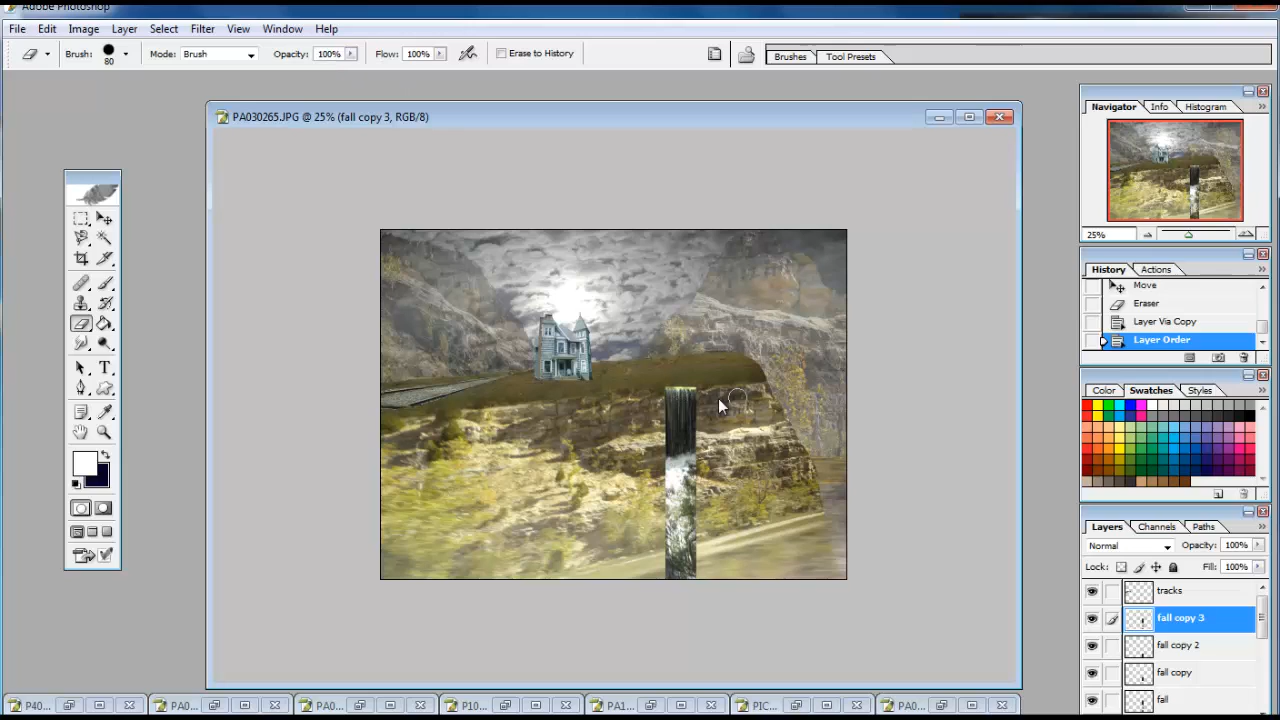 Adobe Photoshop
File Edit Image Layer Select Filter View Window Help
Brush: 80 Mode: Brush Opacity: 100% Flow: 100% Erase to History Brushes Tool Presets
PA030265.JPG @ 25% (fall copy 3, RGB/8)
Navigator Info Histogram
25%
History Actions
Move
Eraser
Layer Via Copy
Layer Order
Color Swatches Styles
Layers Channels Paths
Normal Opacity: 100%
Lock: Fill: 100%
tracks
fall copy 3
fall copy 2
fall copy
fall
P40... PA0... PA0... P10... PA1... PIC... PA0...